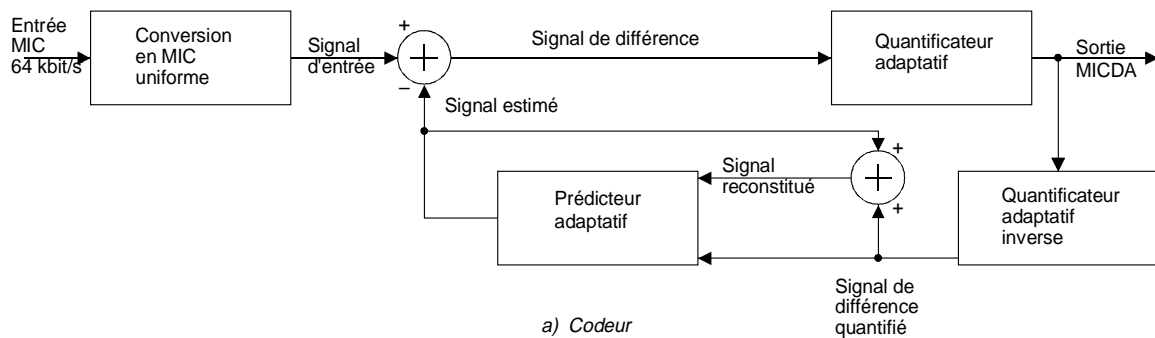 Entrée
MIC
64 kbit/s
Conversion
en MIC
uniforme
Signal
d'entrée
+
−
Signal de différence
Quantificateur
adaptatif
Sortie
MICDA
Signal estimé
+
+
Signal
reconstitué
Prédicteur
adaptatif
Quantificateur
adaptatif
inverse
Signal de
différence
quantifié
a) Codeur